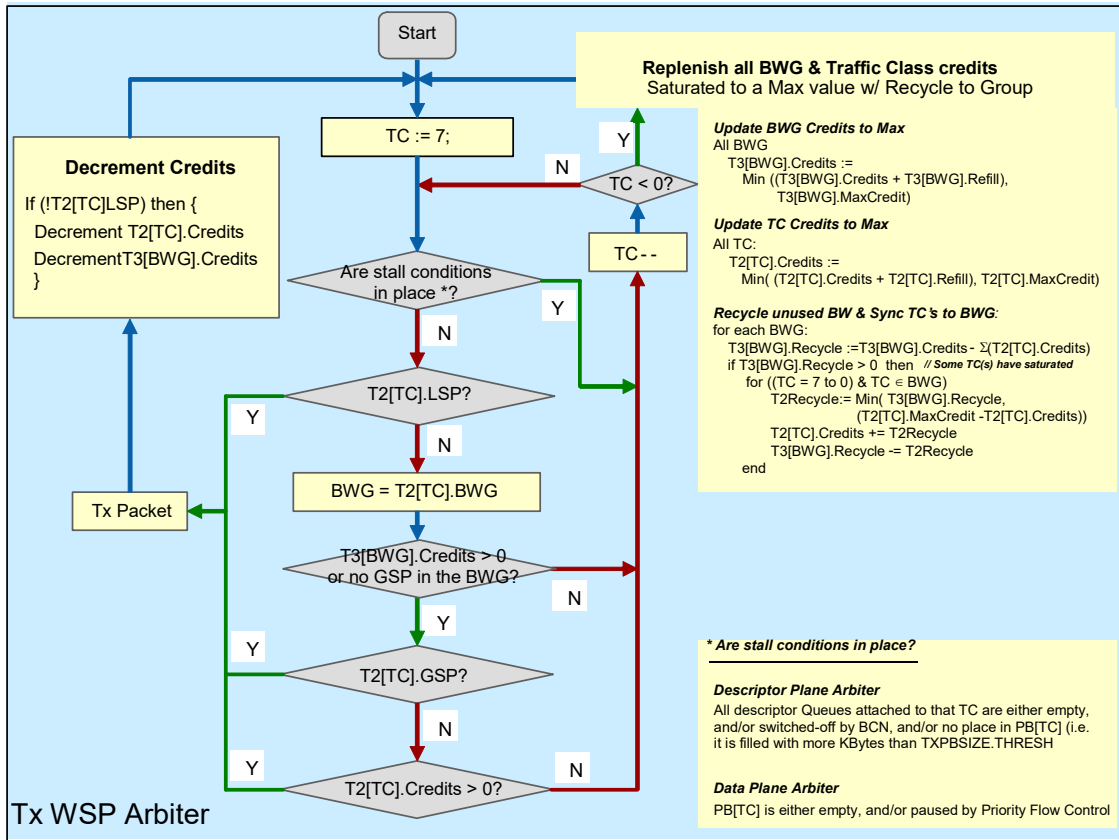 Start
Replenish all BWG & Traffic Class credits
Saturated to a Max value w/ Recycle to Group
TC := 7;
Y
N
TC < 0?
TC - -
Decrement Credits
If (!T2[TC]LSP) then {
Decrement T2[TC].Credits
DecrementT3[BWG].Credits
}
Update BWG Credits to Max
All BWG
T3[BWG].Credits :=
Min ((T3[BWG].Credits + T3[BWG].Refill),
T3[BWG].MaxCredit)
Update TC Credits to Max
All TC:
T2[TC].Credits :=
Min( (T2[TC].Credits + T2[TC].Refill), T2[TC].MaxCredit)
Recycle unused BW & Sync TC's to BWG:
for each BWG:
T3[BWG].Recycle :=T3[BWG].Credits - Σ(T2[TC].Credits)
if T3[BWG].Recycle > 0 then // Some TC(s) have saturated
for ((TC = 7 to 0) & TC ∈ BWG)
T2Recycle:= Min( T3[BWG].Recycle,
(T2[TC].MaxCredit -T2[TC].Credits))
T2[TC].Credits += T2Recycle
T3[BWG].Recycle -= T2Recycle
end
Are stall conditions
in place *?
Y
N
T2[TC].LSP?
Y
N
BWG = T2[TC].BWG
Tx Packet
T3[BWG].Credits > 0
or no GSP in the BWG?
N
Y
Y
T2[TC].GSP?
N
Y
N
T2[TC].Credits > 0?
* Are stall conditions in place?
Descriptor Plane Arbiter
All descriptor Queues attached to that TC are either empty,
and/or switched-off by BCN, and/or no place in PB[TC] (i.e.
it is filled with more KBytes than TXPBSIZE.THRESH
Data Plane Arbiter
PB[TC] is either empty, and/or paused by Priority Flow Control
Tx WSP Arbiter